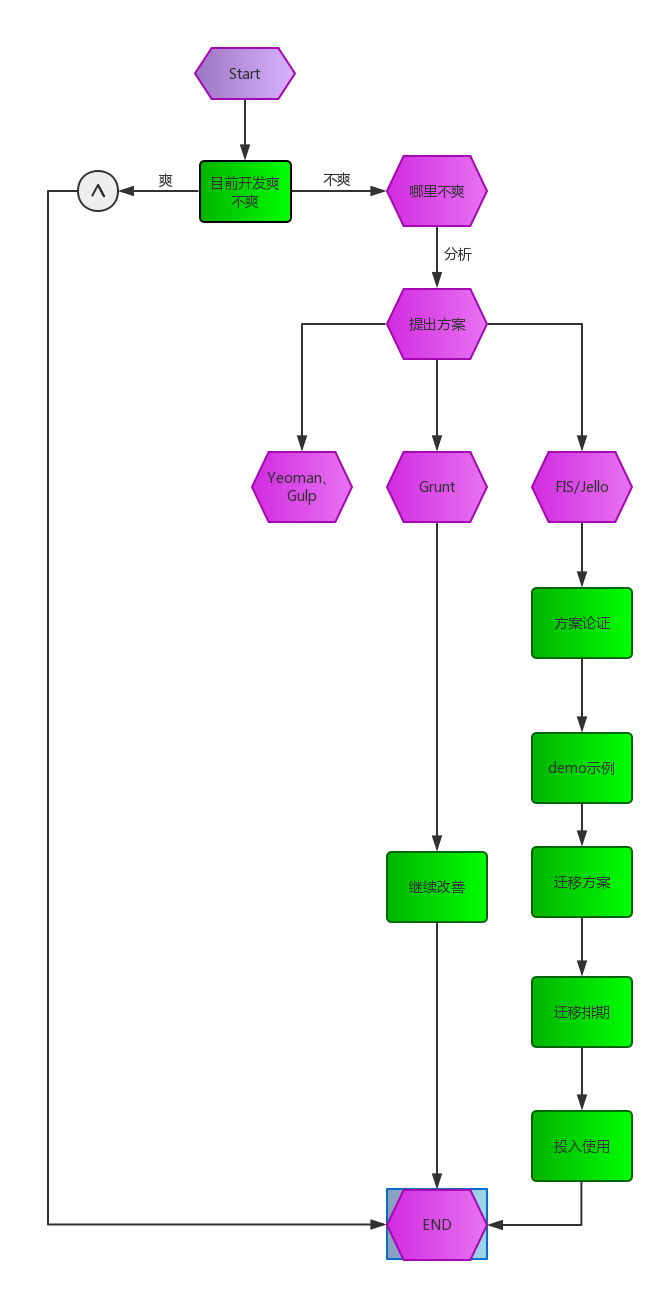 Start
爽
目前开发爽
不爽
不爽
哪里不爽
分析
提出方案
Yeoman、
Gulp
Grunt
FIS/Jello
方案论证
demo示例
继续改善
迁移方案
迁移排期
投入使用
END